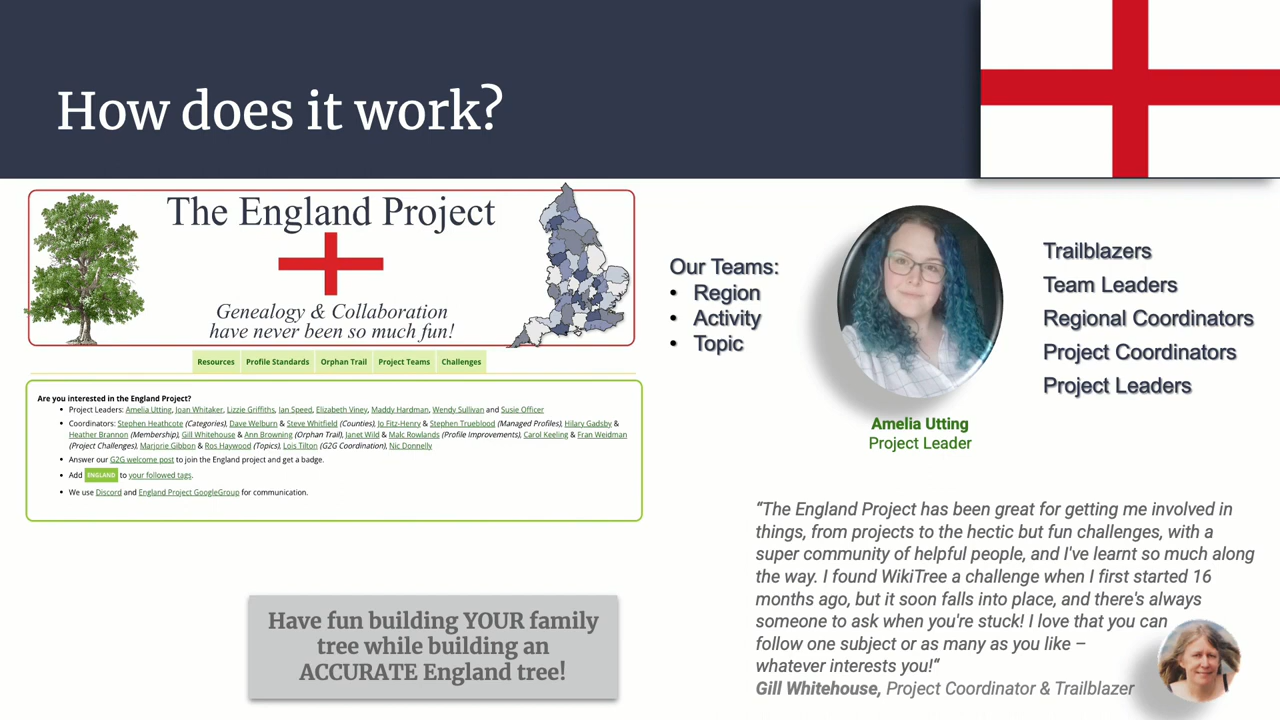 How does it work?
The England Project
Genealogy & Collaboration
have never been so much fun!
Resources
Profile Standards
Orphan Trail
Project Teams
Challenges
Are you interested in the England Project?
• Project Leaders: Amelia Utting, Joan Whitaker, Lizzie Griffiths, Ian Speed, Elizabeth Viney, Maddy Hardman, Wendy Sullivan and Susie Officer
• Coordinators: Stephen Heathcote (Categories), Dave Welburn & Steve Whitfield (Counties), Jo Fitz-Henry & Stephen Trueblood (Managed Profiles), Hilary Gadsby &
Heather Brannon (Membership), Gill Whitehouse & Ann Browning (Orphan Trail), Janet Wild & Malc Rowlands (Profile Improvements), Carol Keeling & Fran Weidman
(Project Challenges), Marjorie Gibbon & Ros Haywood (Topics), Lois Tilton (G2G Coordination), Nic Donnelly
• Answer our G2G welcome post to join the England project and get a badge.
• Add ENGLAND to your followed tags.
• We use Discord and England Project GoogleGroup for communication.
Have fun building YOUR family
tree while building an
ACCURATE England tree!
Our Teams:
• Region
• Activity
• Topic
Amelia Utting
Project Leader
Trailblazers
Team Leaders
Regional Coordinators
Project Coordinators
Project Leaders
“The England Project has been great for getting me involved in
things, from projects to the hectic but fun challenges, with a
super community of helpful people, and I've learnt so much along
the way. I found WikiTree a challenge when I first started 16
months ago, but it soon falls into place, and there's always
someone to ask when you're stuck! I love that you can
follow one subject or as many as you like –
whatever interests you!“
Gill Whitehouse, Project Coordinator & Trailblazer